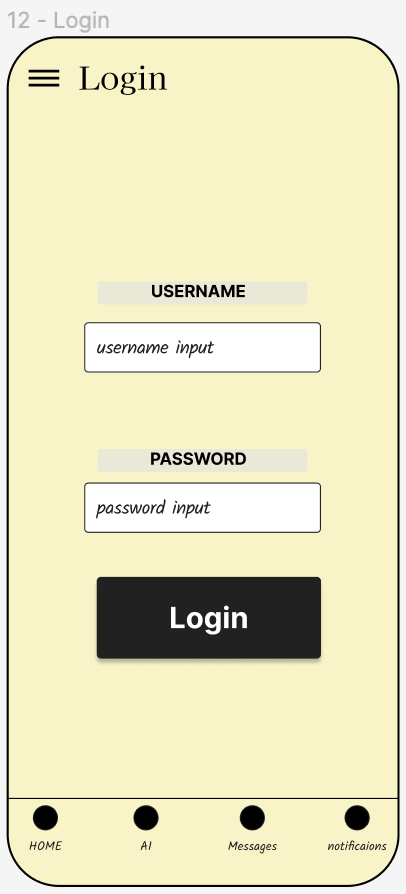 12 - Login
Login
USERNAME
username input
PASSWORD
password input
Login
HOME AI Messages notificaions